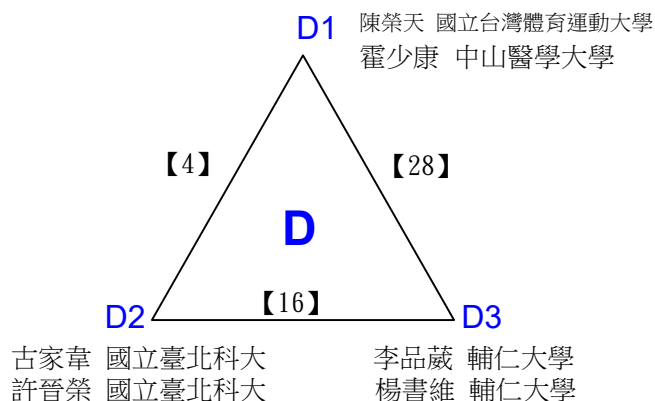 D1 陳榮天 國立台灣體育運動大學
霍少康 中山醫學大學
【4】 【28】
D
【16】
D2 D3
古家韋 國立臺北科大 李品葳 輔仁大學
許晉榮 國立臺北科大 楊書維 輔仁大學